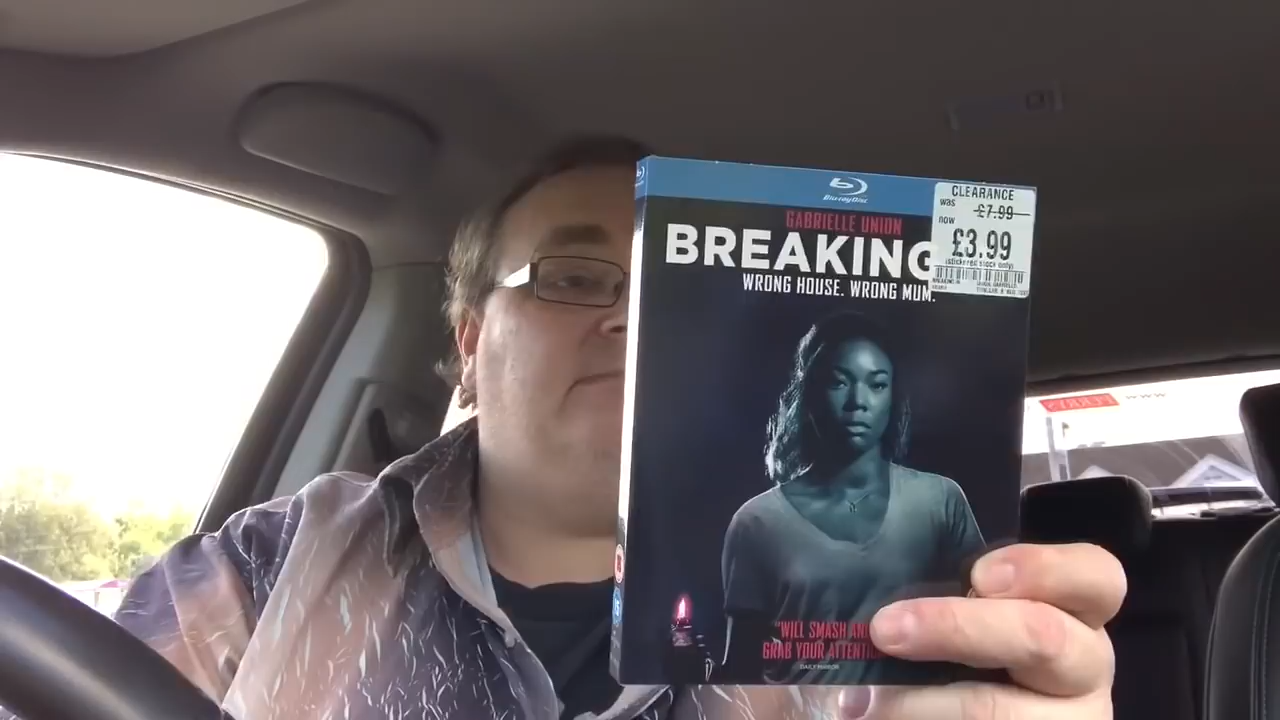 Blu-ray Disc
GABRIELLE UNION
BREAKING
WRONG HOUSE. WRONG MUM.
CLEARANCE
was £7.99
now £3.99
(stickered stock only)
"WILL SMASH AND
GRAB YOUR ATTENTI
DAILY MIRROR
15